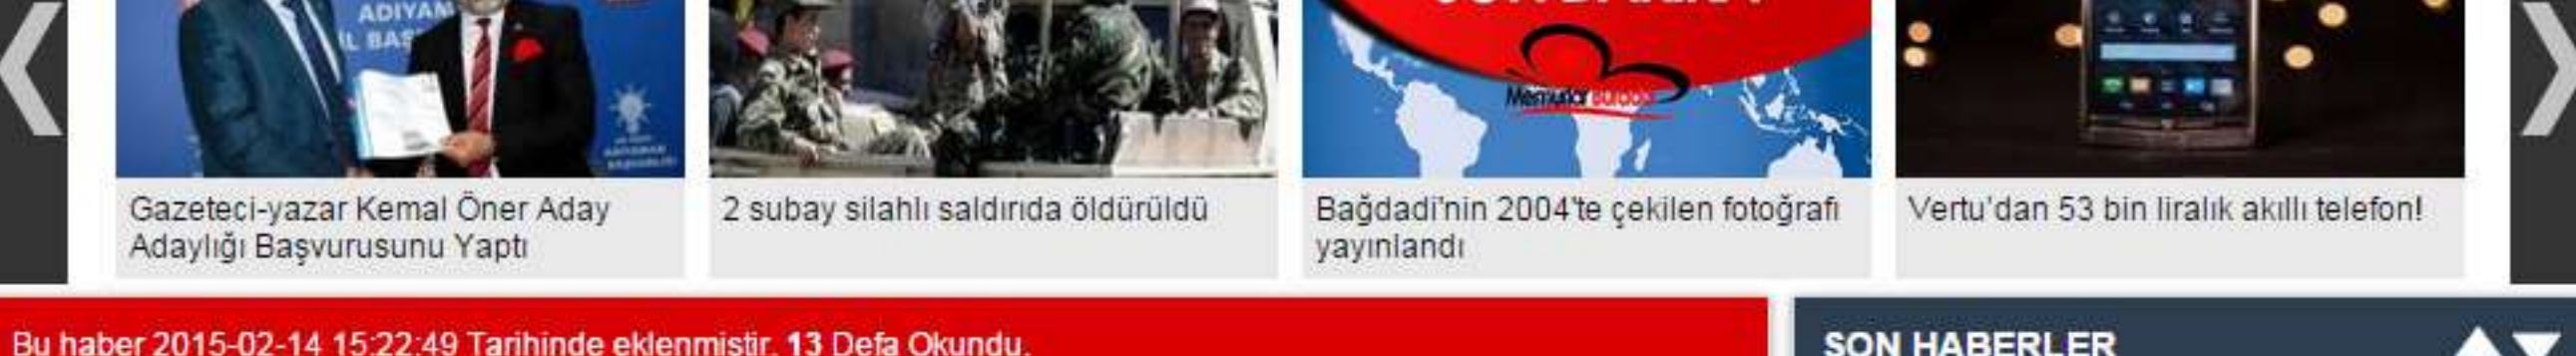 ADIYAM
Gazeteci-yazar Kemal Öner Aday
Adaylığı Başvurusunu Yaptı
2 subay silahlı saldırıda öldürüldü
Memurlar Burada
Bağdadi'nin 2004'te çekilen fotoğrafı
yayınlandı
Vertu'dan 53 bin liralık akıllı telefon!
Bu haber 2015-02-14 15:22:49 Tarihinde eklenmiştir. 13 Defa Okundu.
SON HABERLER